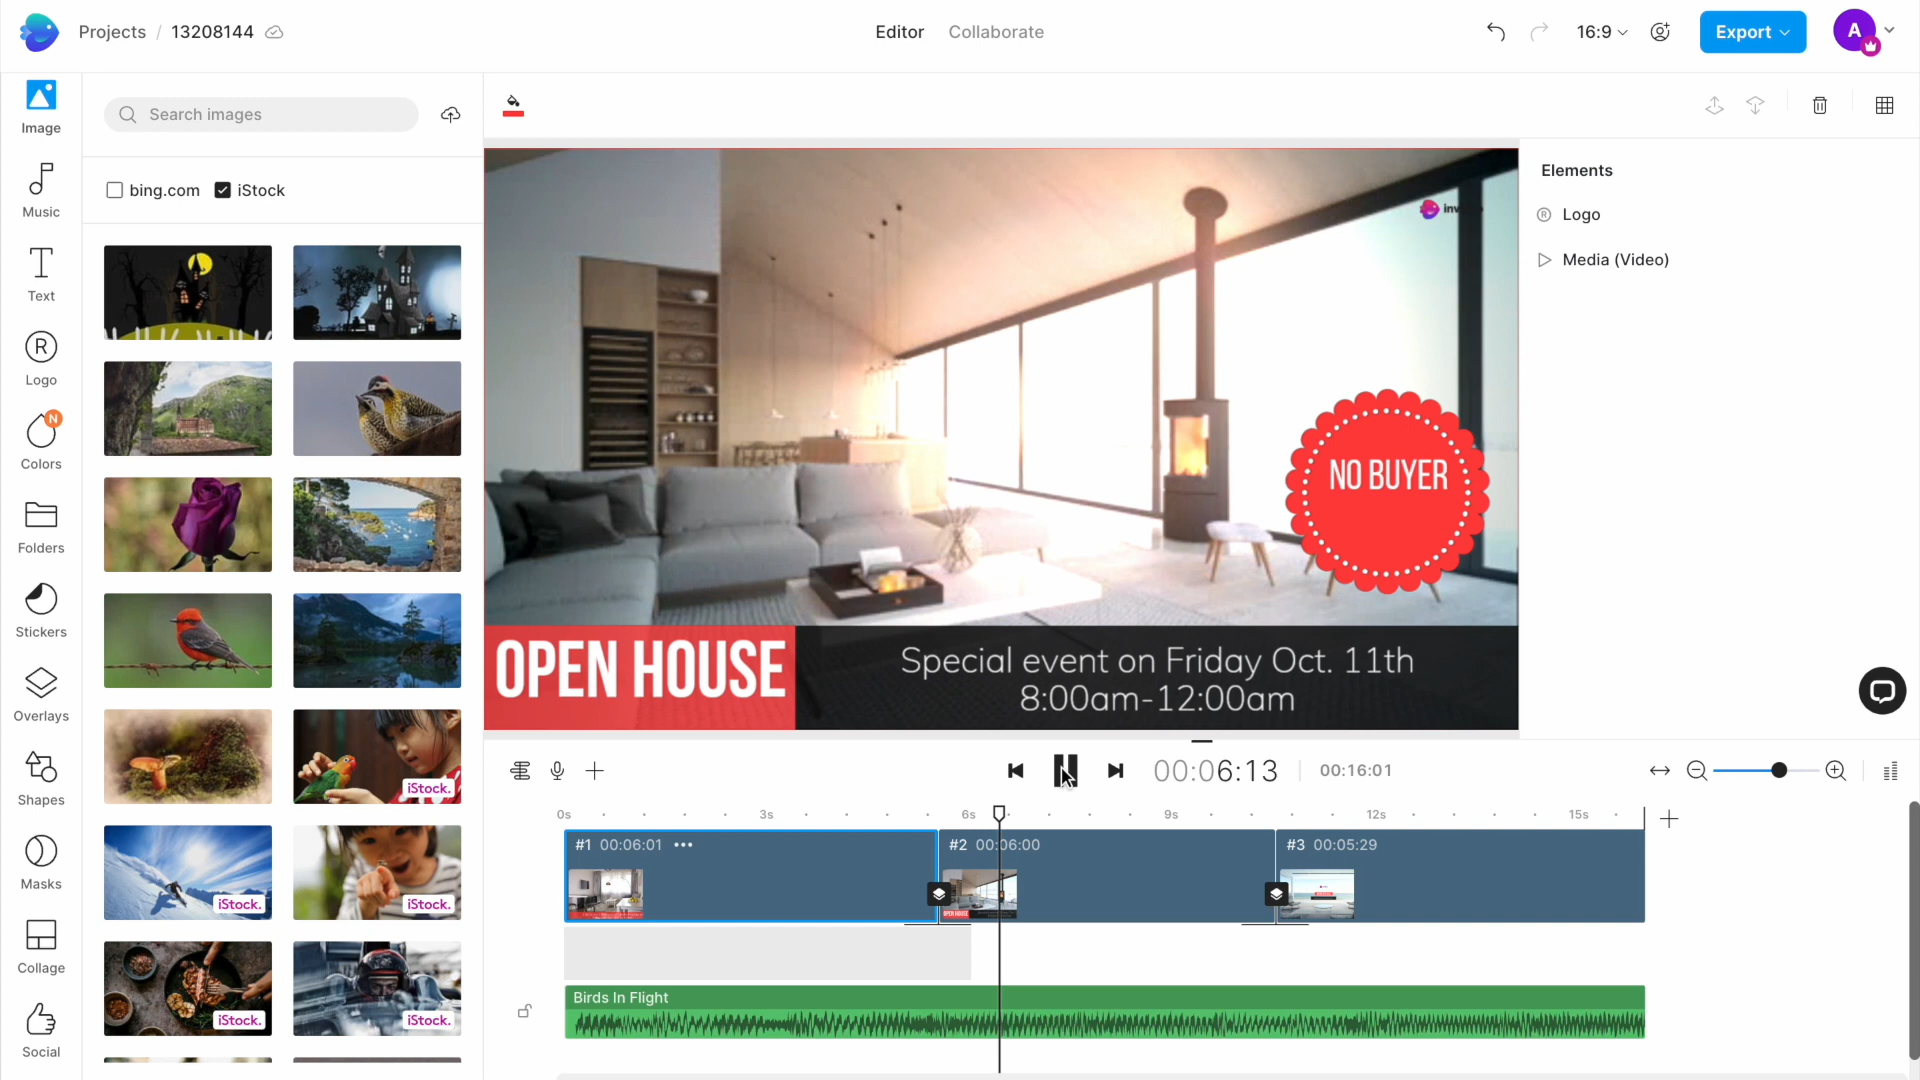 Projects / 13208144
Editor
Collaborate
16:9
Export
A
Image
Music
Text
R
Logo
N
Colors
Folders
Stickers
Overlays
Shapes
Masks
Collage
Social
Search images
bing.com
iStock
iStock.
iStock.
iStock.
iStock.
iStock.
NO BUYER
OPEN HOUSE
Special event on Friday Oct. 11th
8:00am-12:00am
Elements
R Logo
Media (Video)
00:06:13
00:16:01
0s
3s
6s
9s
12s
15s
#1 00:06:01 •••
#2 00:06:00
#3 00:05:29
OPEN HOUSE
Birds In Flight